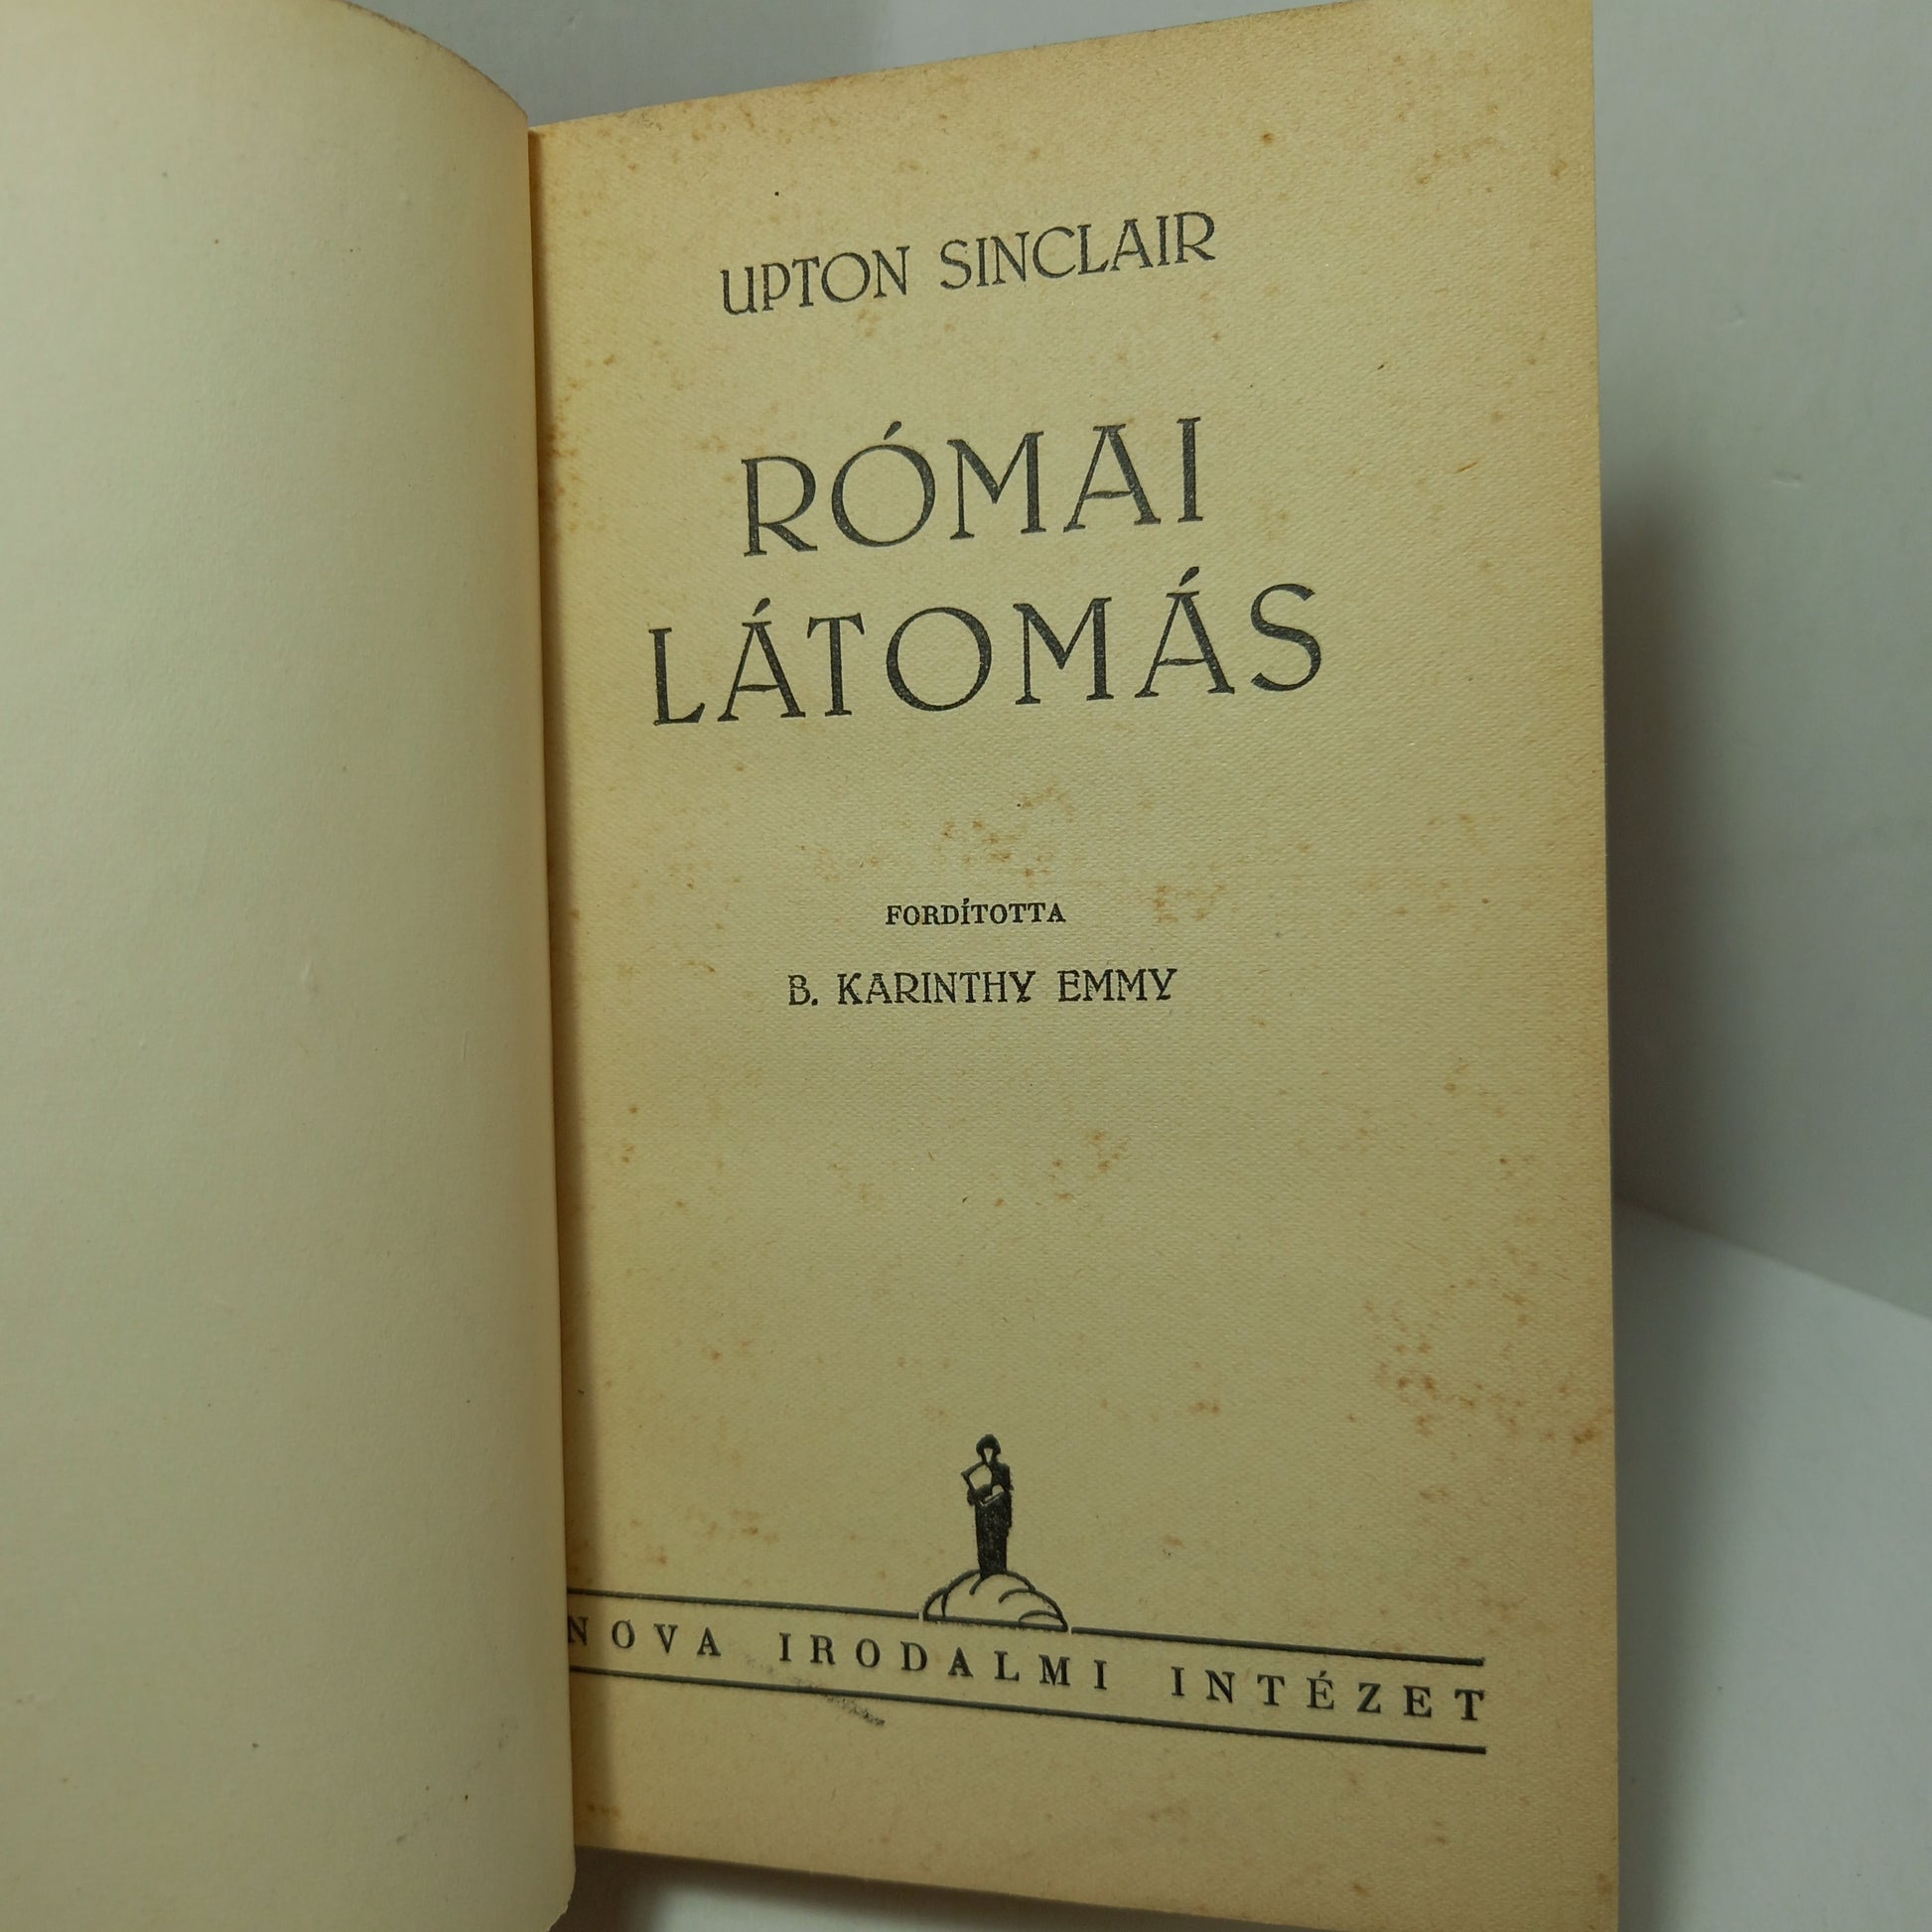 UPTON SINCLAIR
RÓMAI
LÁTOMÁS
FORDÍTOTTA
B. KARINTHY EMMY
NOVA IRODALMI INTÉZET